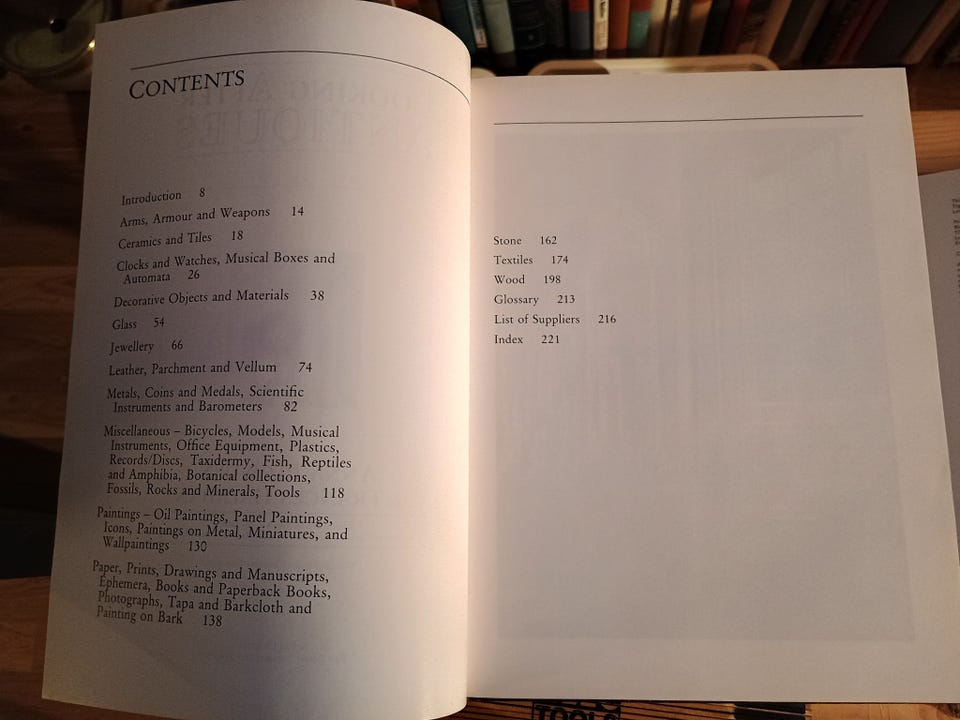 CONTENTS
Introduction 8
Arms, Armour and Weapons 14
Ceramics and Tiles 18
Clocks and Watches, Musical Boxes and
Automata 26
Decorative Objects and Materials 38
Glass 54
Jewellery 66
Leather, Parchment and Vellum 74
Metals, Coins and Medals, Scientific
Instruments and Barometers 82
Miscellaneous – Bicycles, Models, Musical
Instruments, Office Equipment, Plastics,
Records/Discs, Taxidermy, Fish, Reptiles
and Amphibia, Botanical collections,
Fossils, Rocks and Minerals, Tools 118
Paintings – Oil Paintings, Panel Paintings,
Icons, Paintings on Metal, Miniatures, and
Wallpaintings 130
Paper, Prints, Drawings and Manuscripts,
Ephemera, Books and Paperback Books,
Photographs, Tapa and Barkcloth and
Painting on Bark 138
Stone 162
Textiles 174
Wood 198
Glossary 213
List of Suppliers 216
Index 221
TOOLS